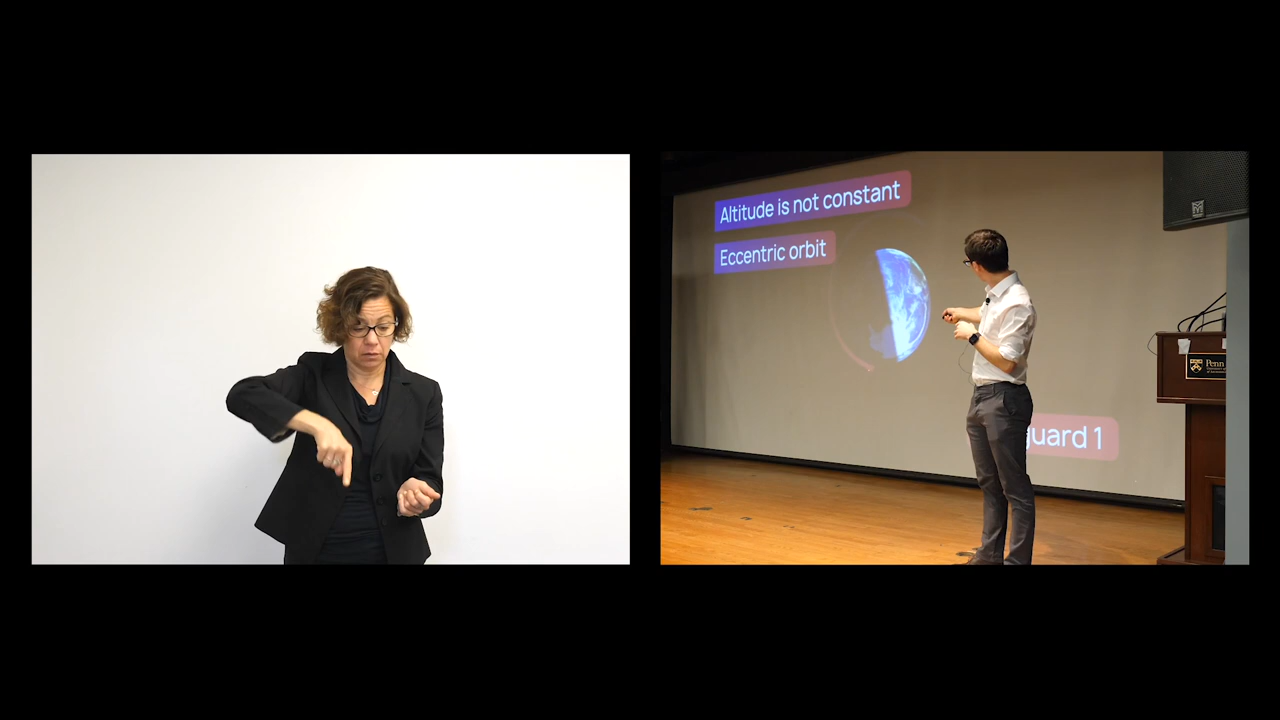 Altitude is not constant
Eccentric orbit
guard 1
Penn